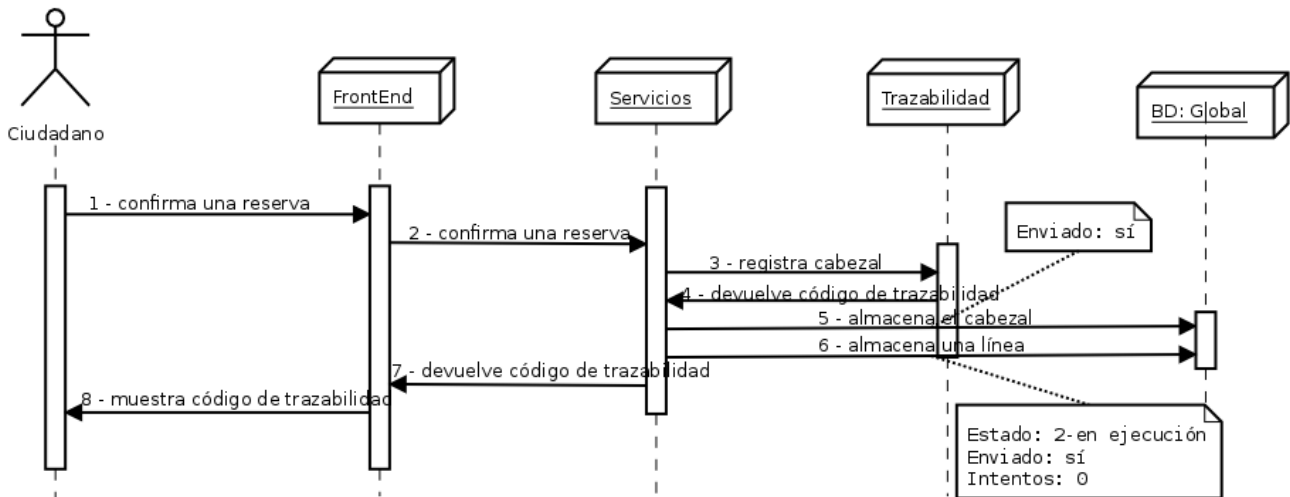 Ciudadano
FrontEnd
Servicios
Trazabilidad
BD: Global
1 - confirma una reserva
2 - confirma una reserva
Enviado: sí
3 - registra cabezal
4 - devuelve código de trazabilidad
5 - almacena el cabezal
6 - almacena una línea
7 - devuelve código de trazabilidad
8 - muestra código de trazabilidad
Estado: 2-en ejecución
Enviado: sí
Intentos: 0